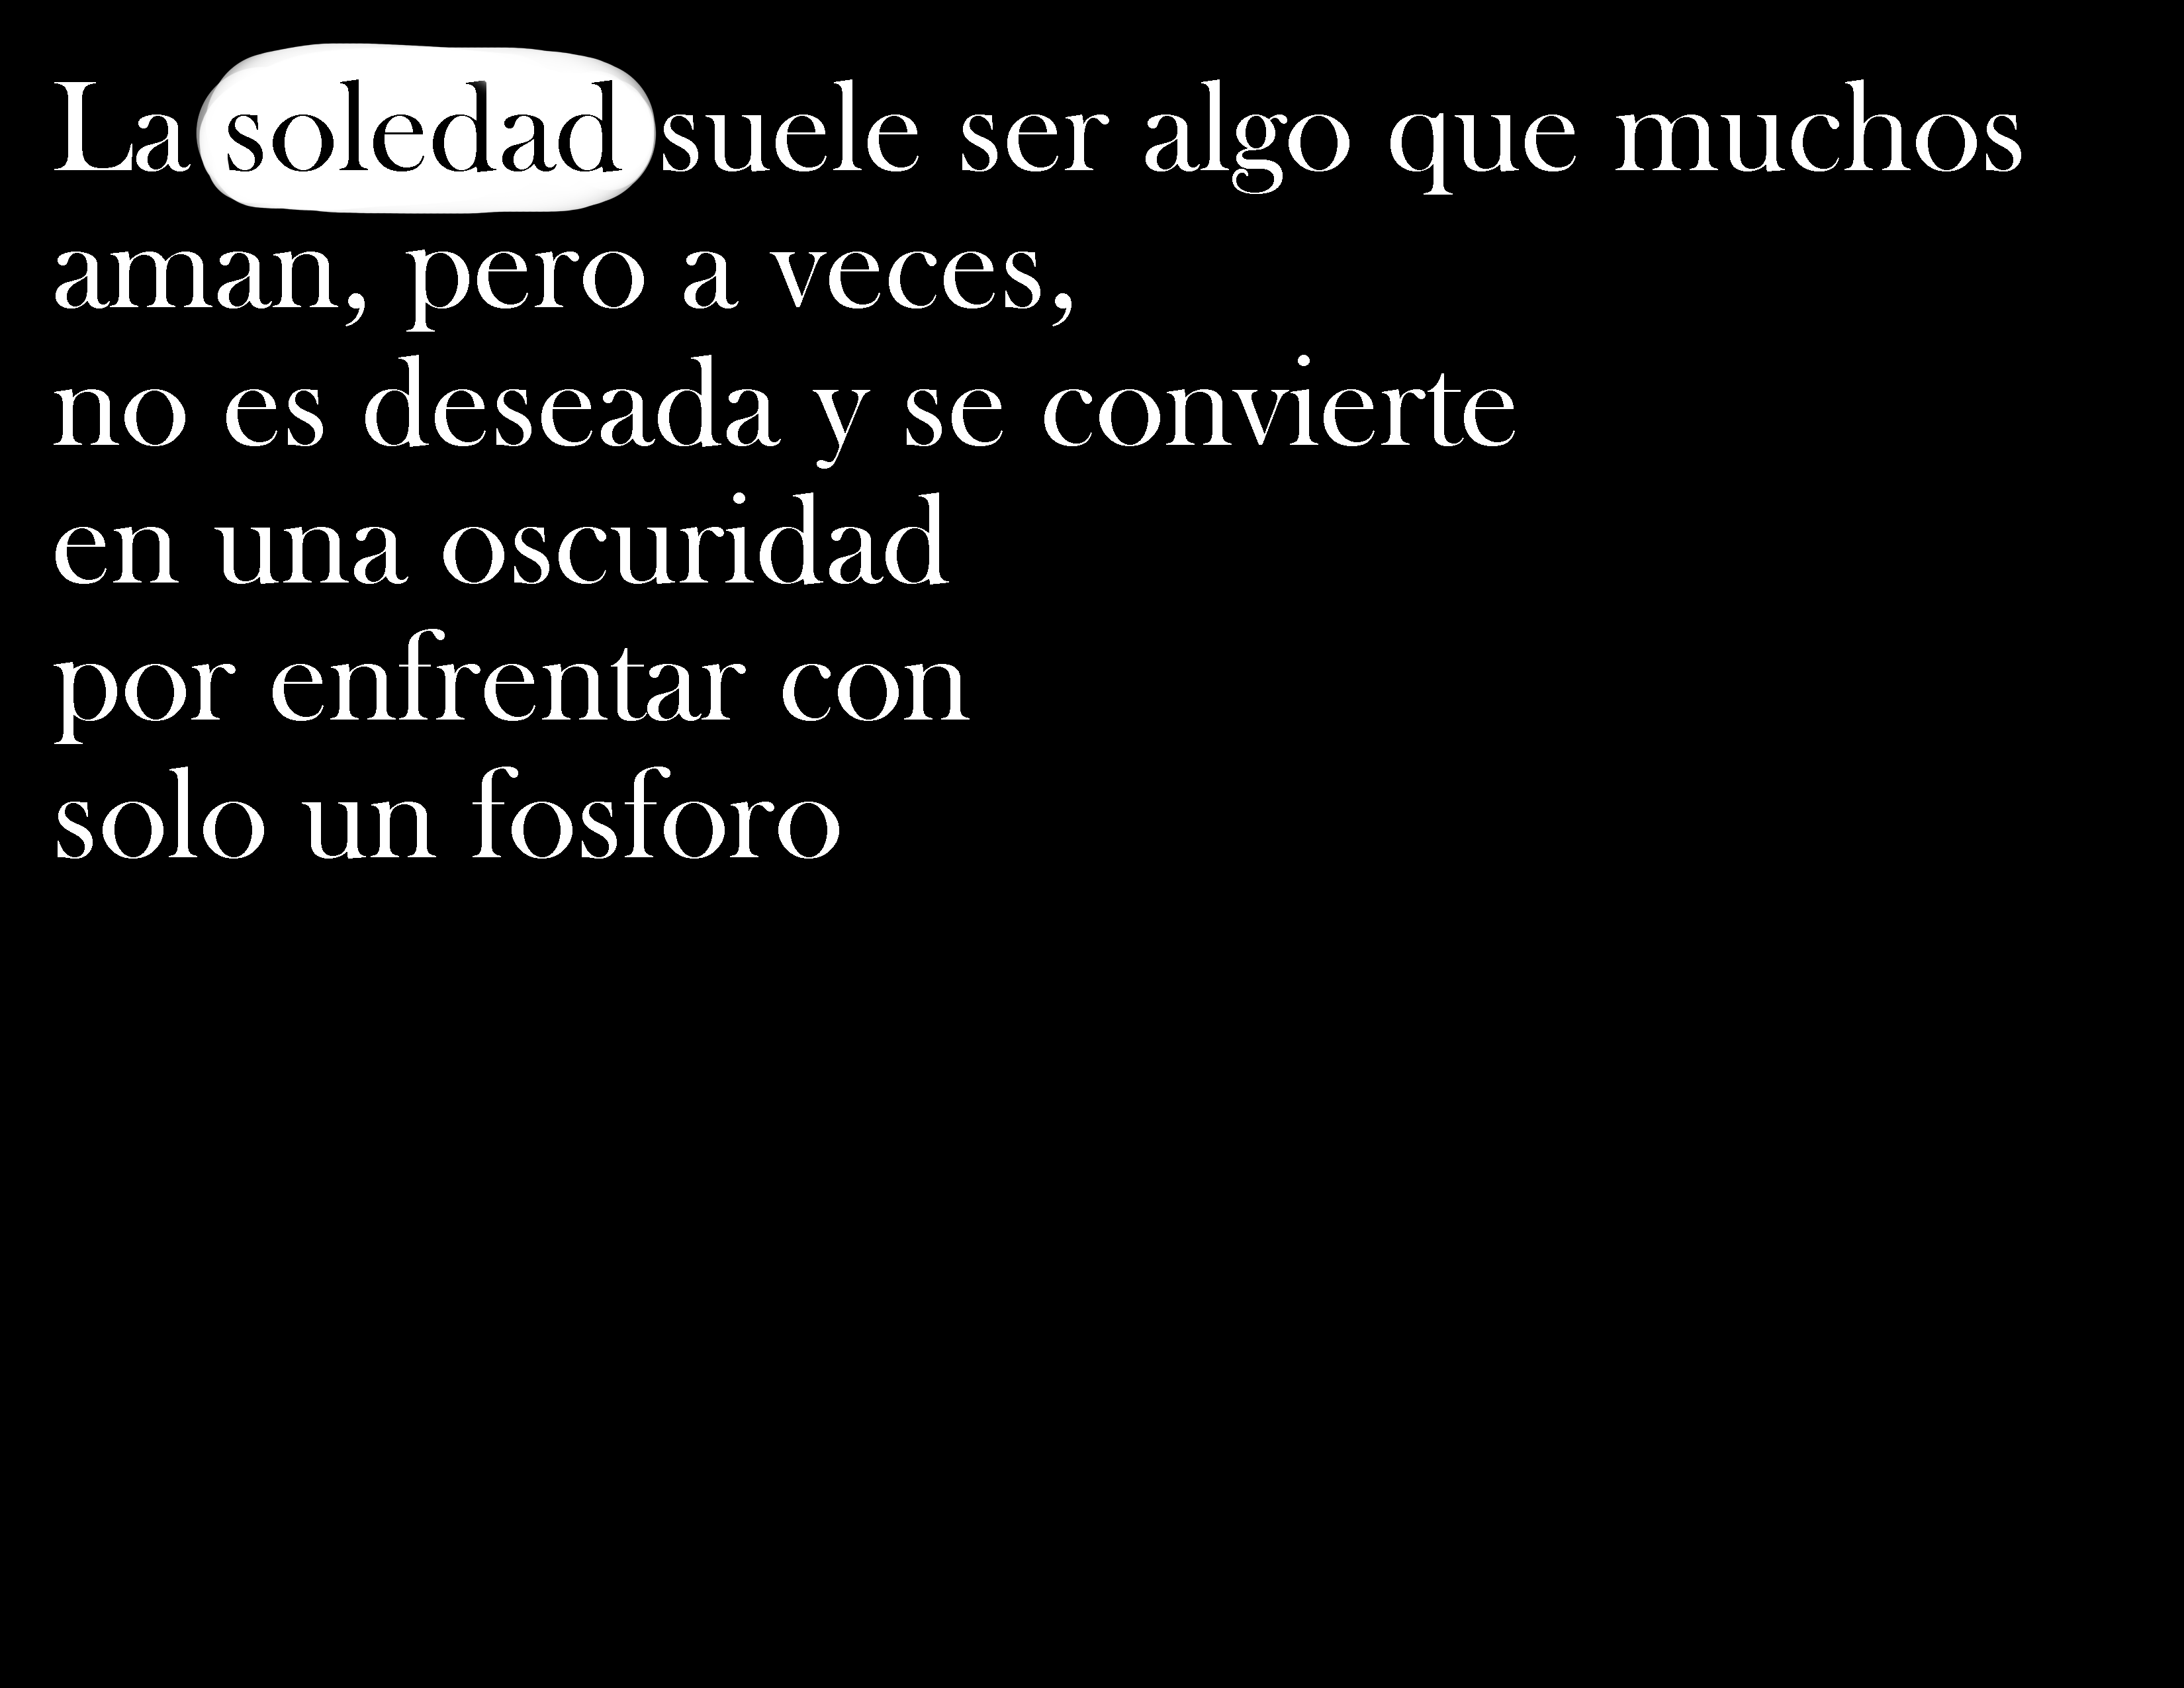 La soledad suele ser algo que muchos
aman, pero a veces,
no es deseada y se convierte
en una oscuridad
por enfrentar con
solo un fosforo